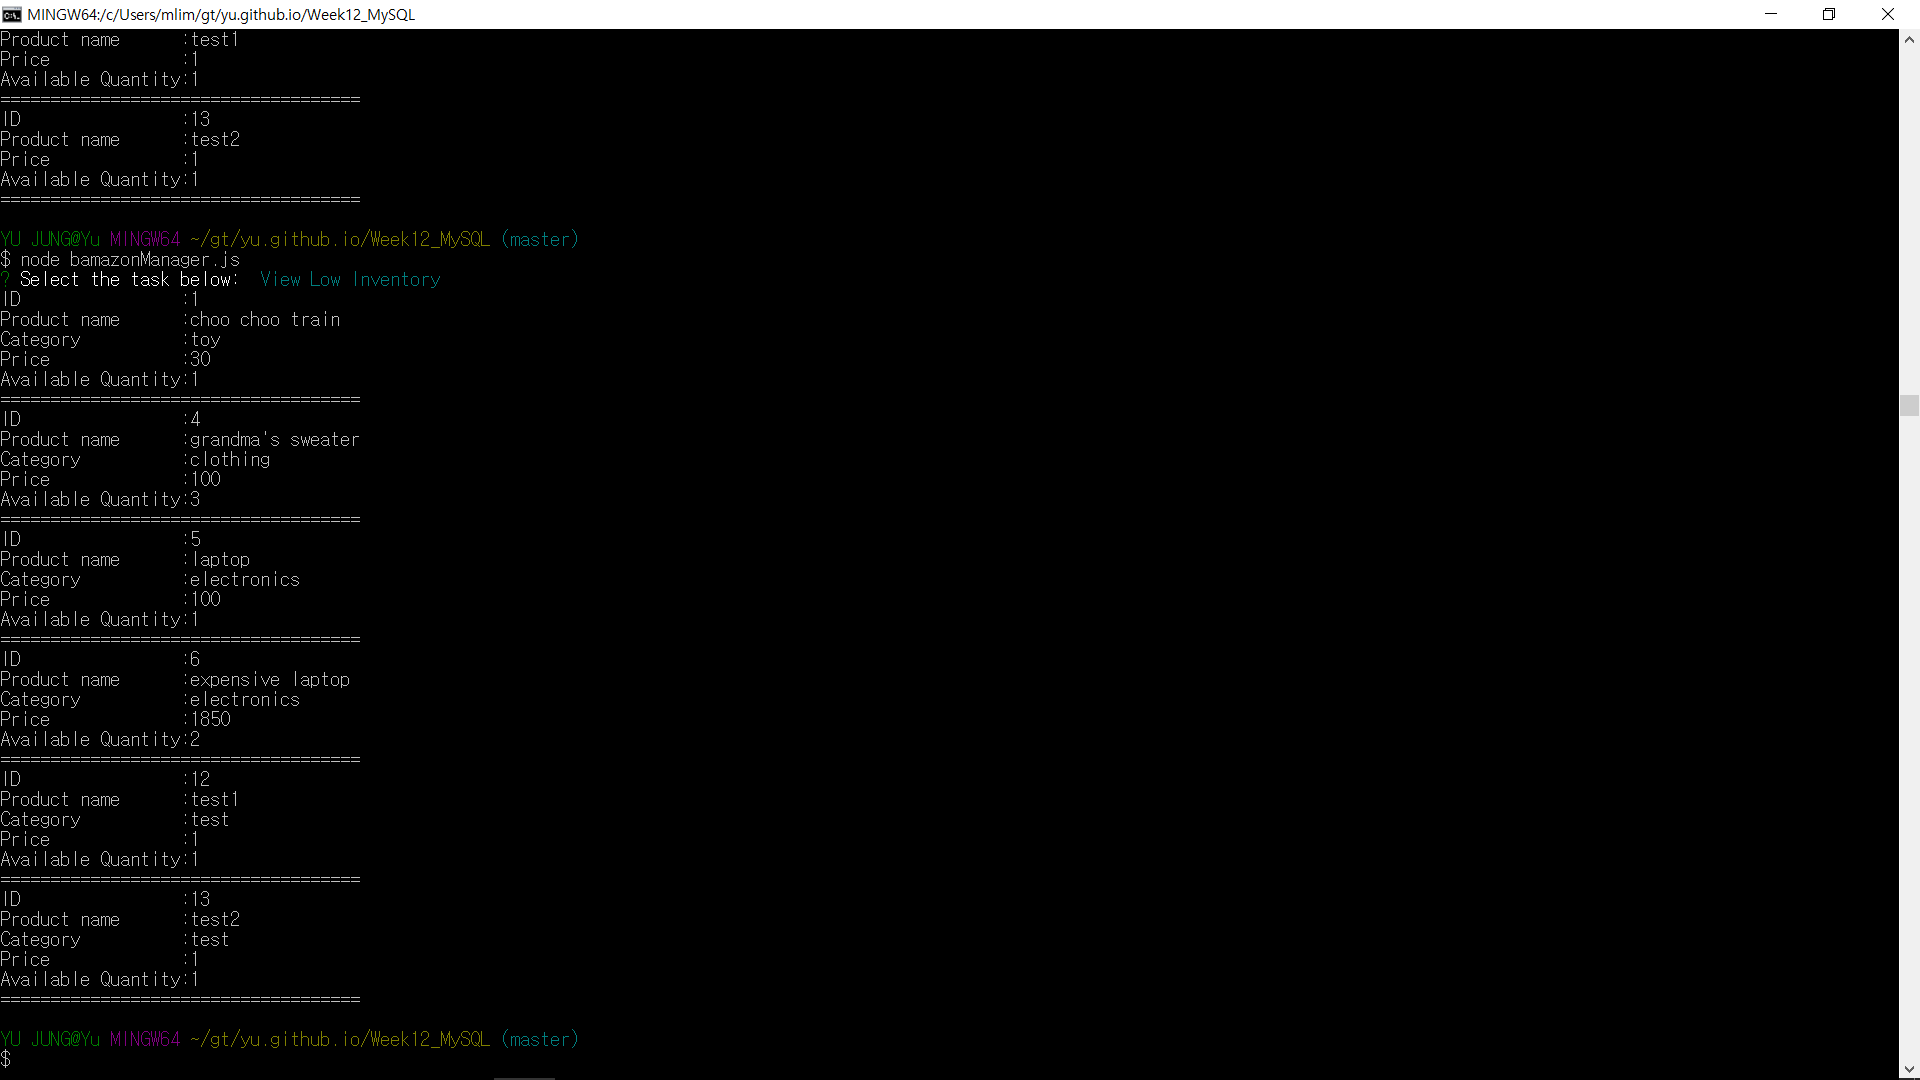 MINGW64:/c/Users/mlim/gt/yu.github.io/Week12_MySQL
Product name      :test1
Price             :1
Available Quantity:1
====================================
ID                :13
Product name      :test2
Price             :1
Available Quantity:1
====================================
YU JUNG@Yu MINGW64 ~/gt/yu.github.io/Week12_MySQL (master)
$ node bamazonManager.js
? Select the task below:  View Low Inventory
ID                :1
Product name      :choo choo train
Category          :toy
Price             :30
Available Quantity:1
====================================
ID                :4
Product name      :grandma's sweater
Category          :clothing
Price             :100
Available Quantity:3
====================================
ID                :5
Product name      :laptop
Category          :electronics
Price             :100
Available Quantity:1
====================================
ID                :6
Product name      :expensive laptop
Category          :electronics
Price             :1850
Available Quantity:2
====================================
ID                :12
Product name      :test1
Category          :test
Price             :1
Available Quantity:1
====================================
ID                :13
Product name      :test2
Category          :test
Price             :1
Available Quantity:1
====================================
YU JUNG@Yu MINGW64 ~/gt/yu.github.io/Week12_MySQL (master)
$